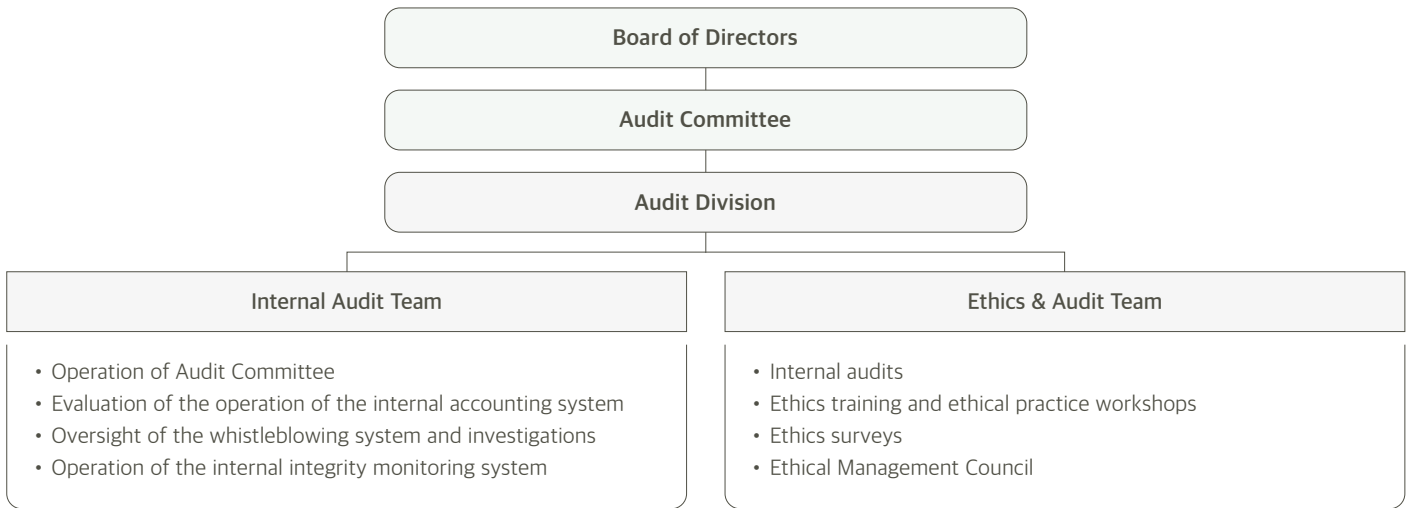 Board of Directors
Audit Committee
Audit Division
Internal Audit Team
• Operation of Audit Committee
• Evaluation of the operation of the internal accounting system
• Oversight of the whistleblowing system and investigations
• Operation of the internal integrity monitoring system
Ethics & Audit Team
• Internal audits
• Ethics training and ethical practice workshops
• Ethics surveys
• Ethical Management Council